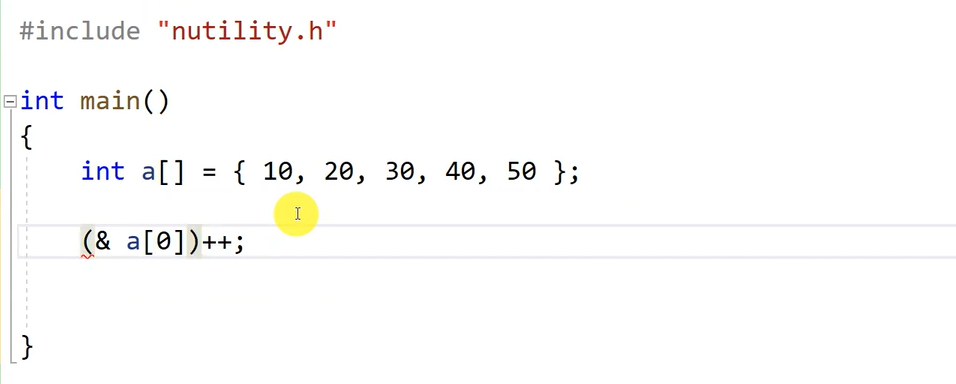 #include "nutility.h"
int main()
{
int a[] = { 10, 20, 30, 40, 50 };
(& a[0])++;
}